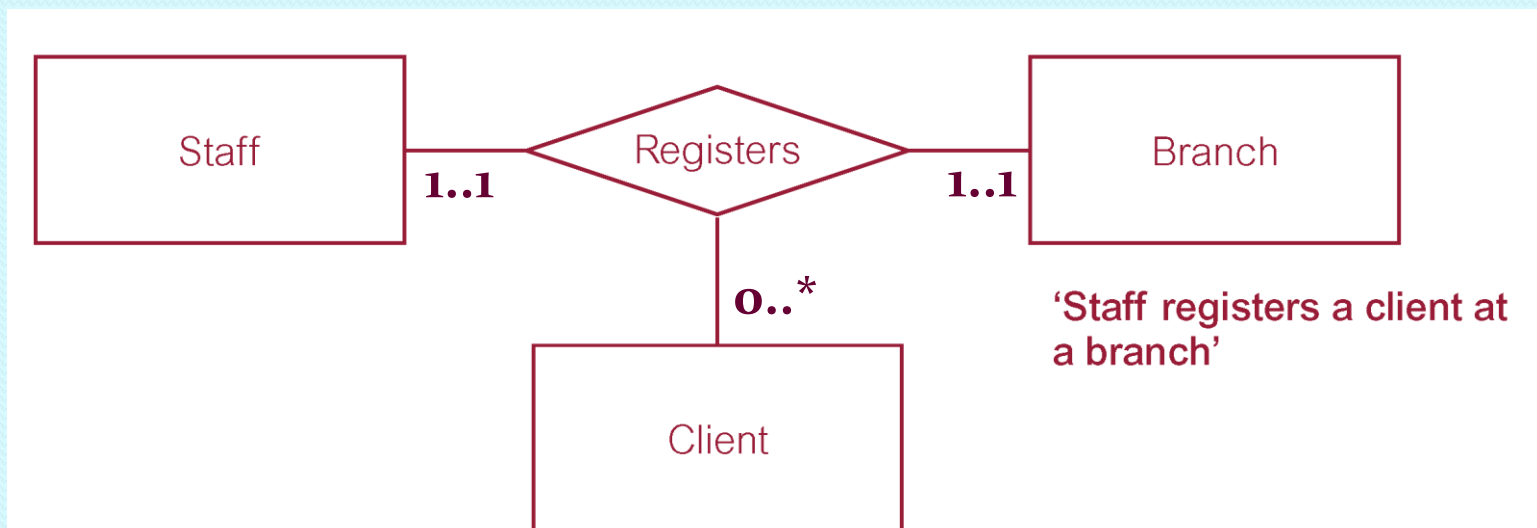 Staff
Registers
Branch
1..1
1..1
0..*
‘Staff registers a client at
a branch’
Client